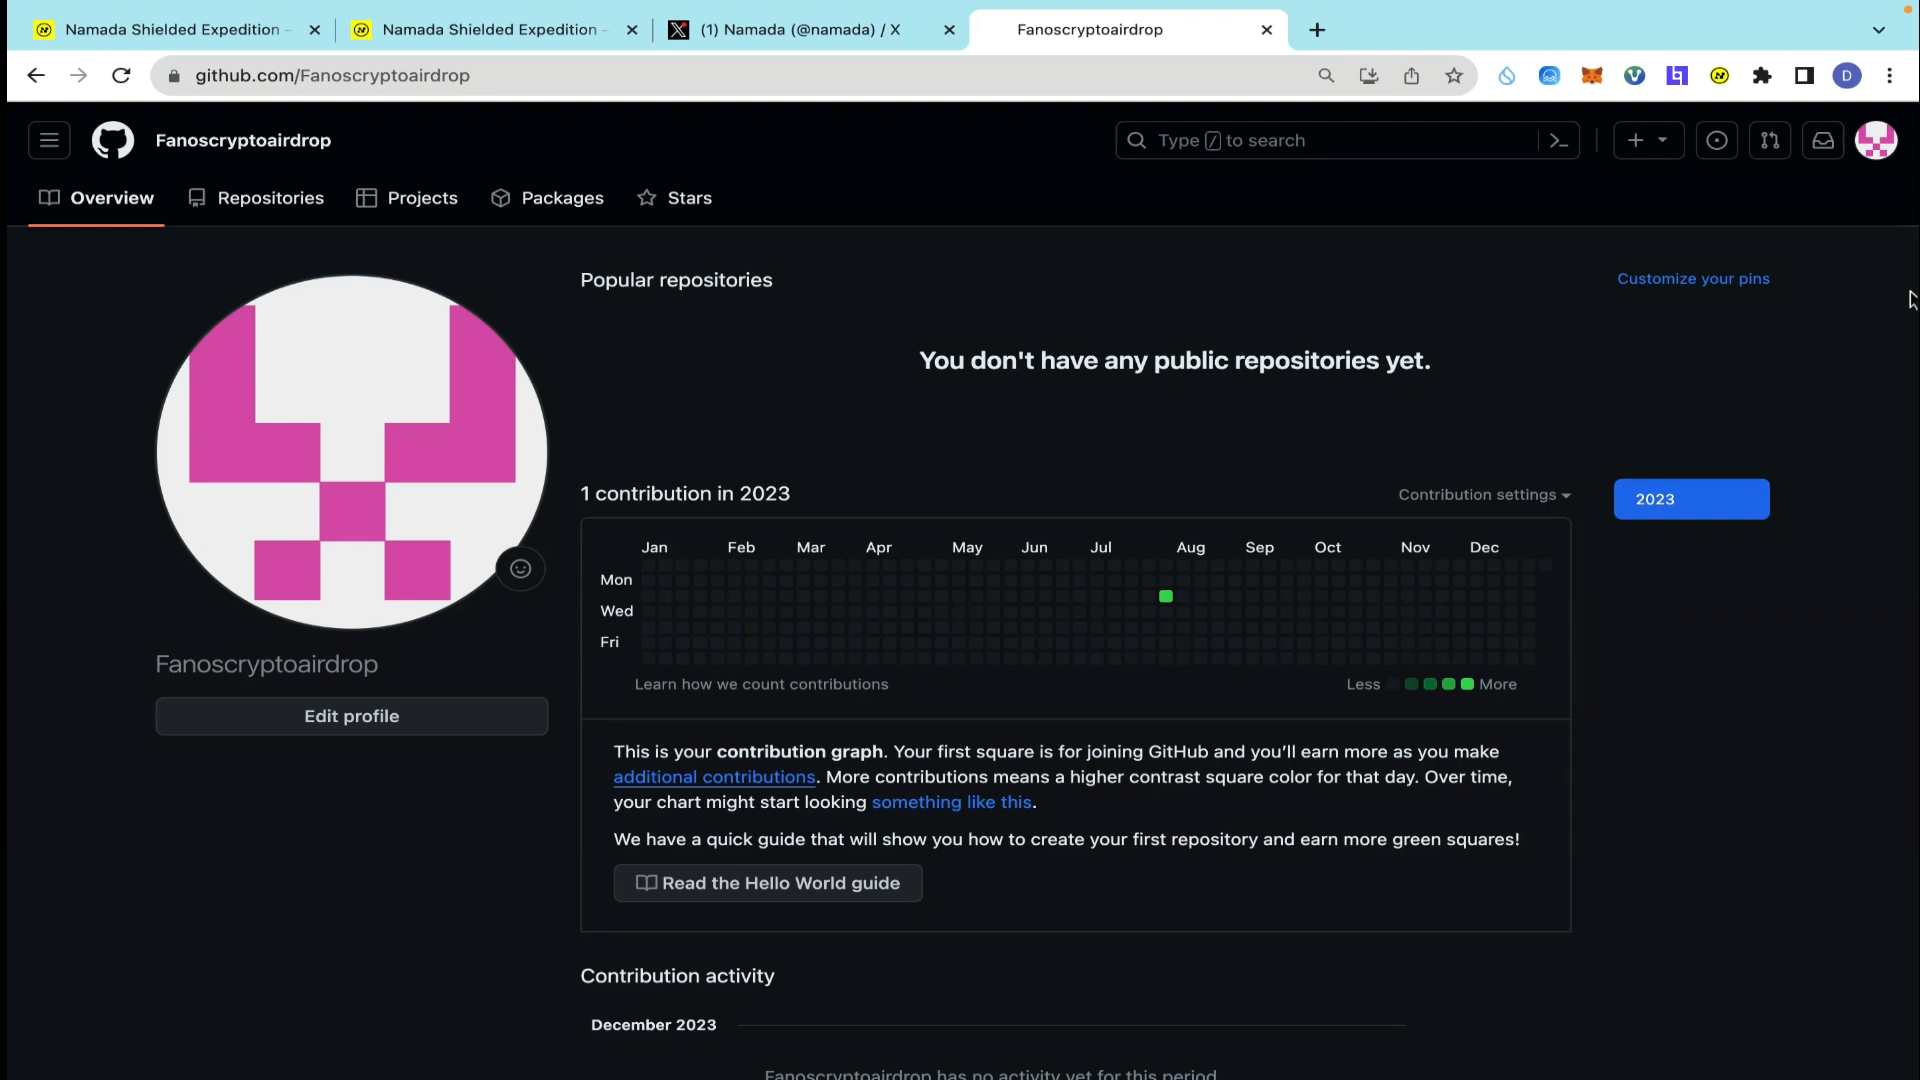 Namada Shielded Expedition -
Namada Shielded Expedition -
(1) Namada (@namada) / X
Fanoscryptoairdrop
github.com/Fanoscryptoairdrop
D
Fanoscryptoairdrop
Type / to search
Overview
Repositories
Projects
Packages
Stars
Popular repositories
Customize your pins
You don't have any public repositories yet.
1 contribution in 2023
Contribution settings
2023
Jan Feb Mar Apr May Jun Jul Aug Sep Oct Nov Dec
Mon
Wed
Fri
Learn how we count contributions
Less More
Fanoscryptoairdrop
Edit profile
This is your contribution graph. Your first square is for joining GitHub and you’ll earn more as you make
additional contributions. More contributions means a higher contrast square color for that day. Over time,
your chart might start looking something like this.
We have a quick guide that will show you how to create your first repository and earn more green squares!
Read the Hello World guide
Contribution activity
December 2023
Fanoscryptoairdrop has no activity yet for this period.